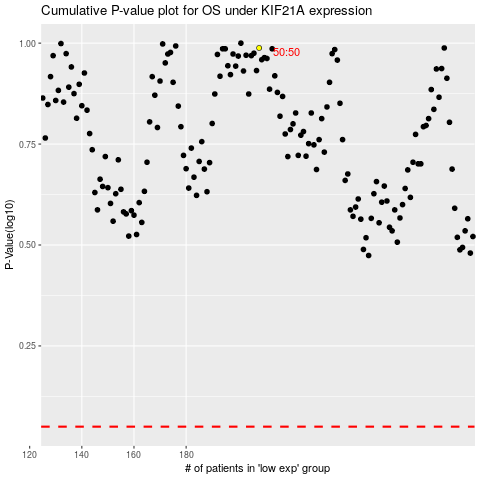 Cumulative P-value plot for OS under KIF21A expression
P-Value(log10)
1.00
0.75
0.50
0.25
50:50
120 140 160 180
# of patients in 'low exp' group